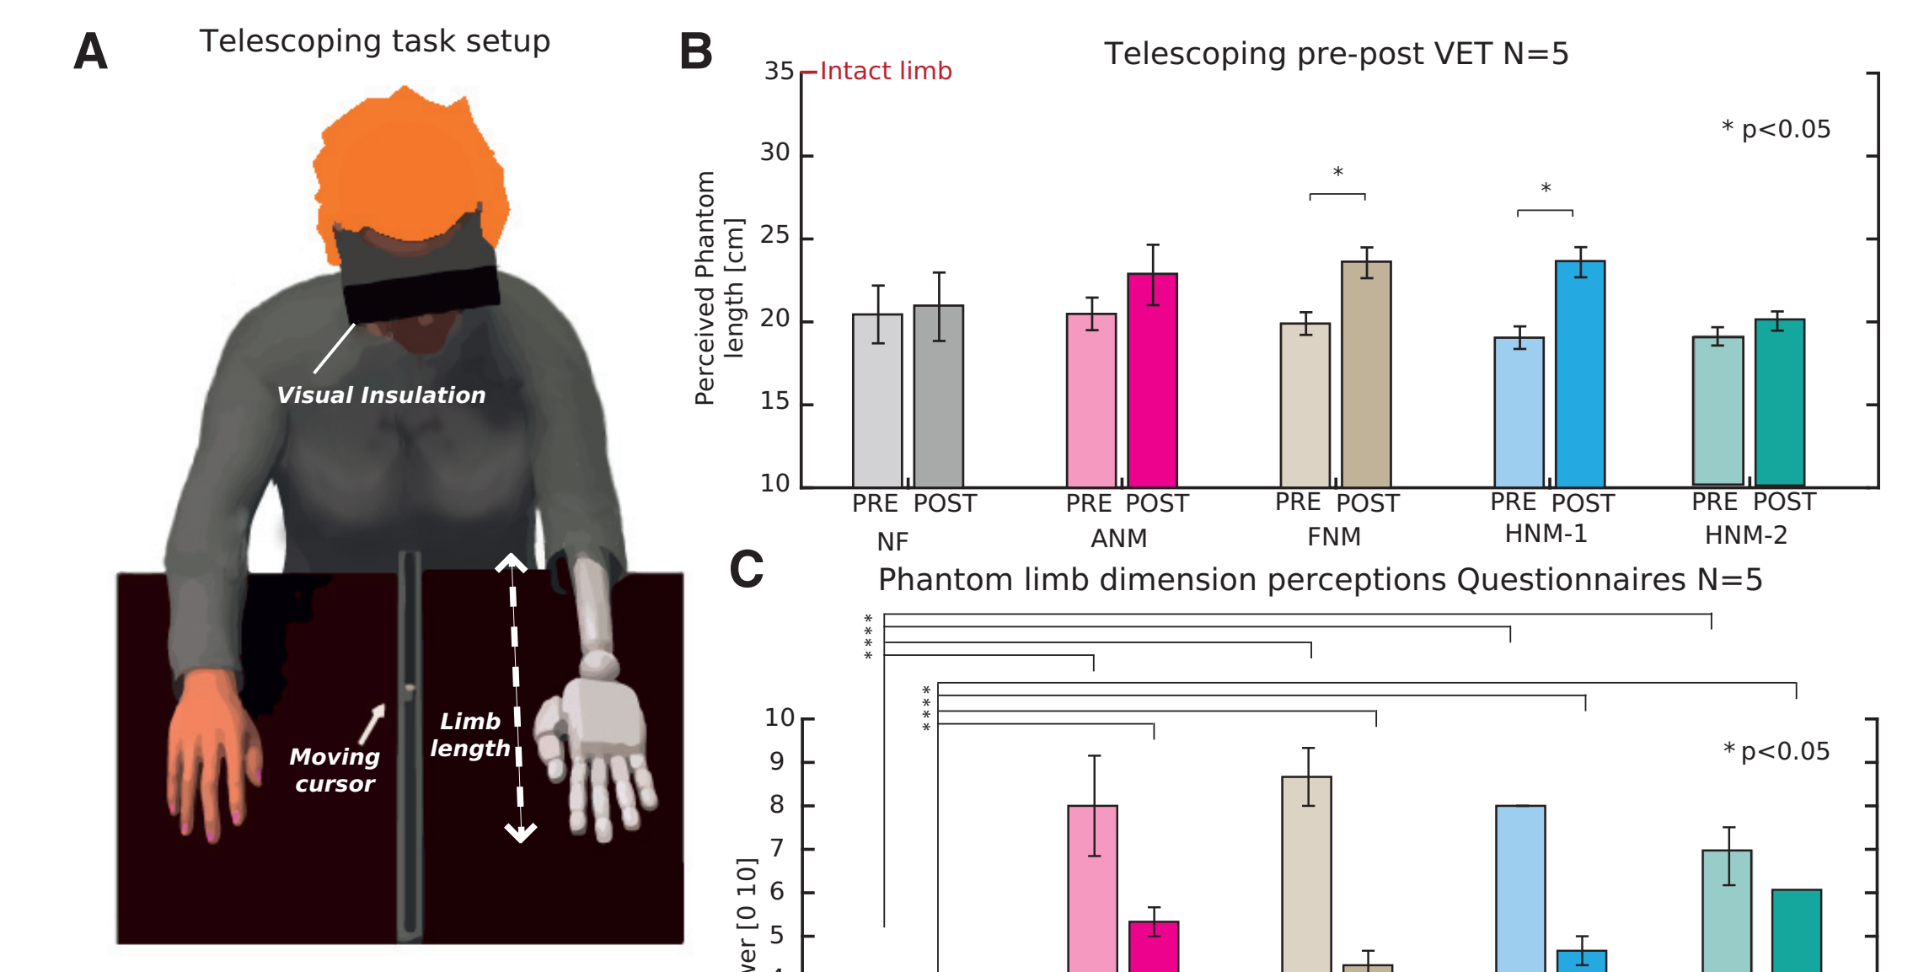 A
Telescoping task setup
Visual Insulation
Moving
cursor
Limb
length
B
Telescoping pre-post VET N=5
Intact limb
* p<0.05
Perceived Phantom
length [cm]
35
30
25
20
15
10
*
*
PRE POST PRE POST PRE POST PRE POST PRE POST
NF ANM FNM HNM-1 HNM-2
C
Phantom limb dimension perceptions Questionnaires N=5
*
*
*
*
*
*
*
*
* p<0.05
10
9
8
7
6
5
[0 10]